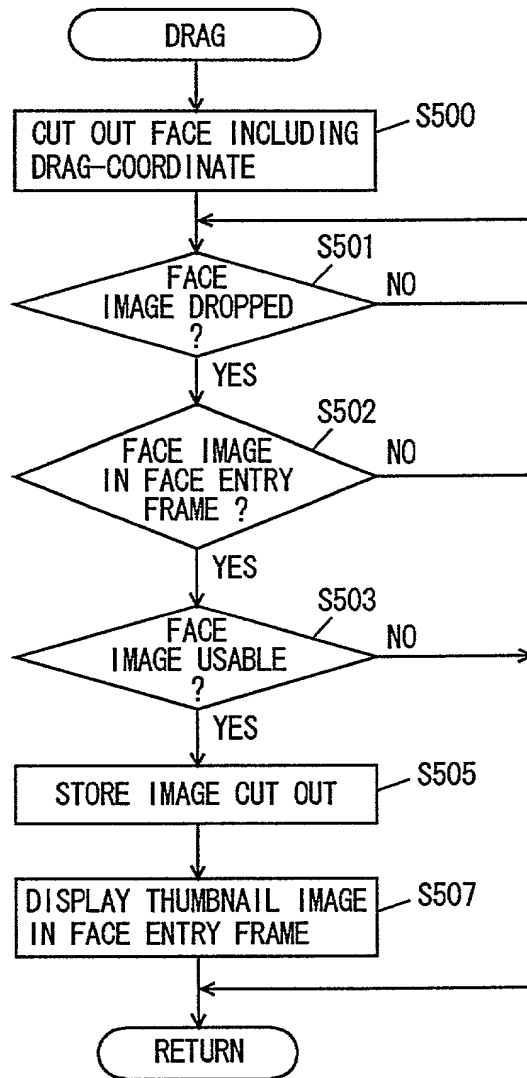 DRAG
CUT OUT FACE INCLUDING
DRAG-COORDINATE
S500
FACE
IMAGE DROPPED
?
S501
NO
YES
FACE IMAGE
IN FACE ENTRY
FRAME ?
S502
NO
YES
FACE
IMAGE USABLE
?
S503
NO
YES
STORE IMAGE CUT OUT
S505
DISPLAY THUMBNAIL IMAGE
IN FACE ENTRY FRAME
S507
RETURN